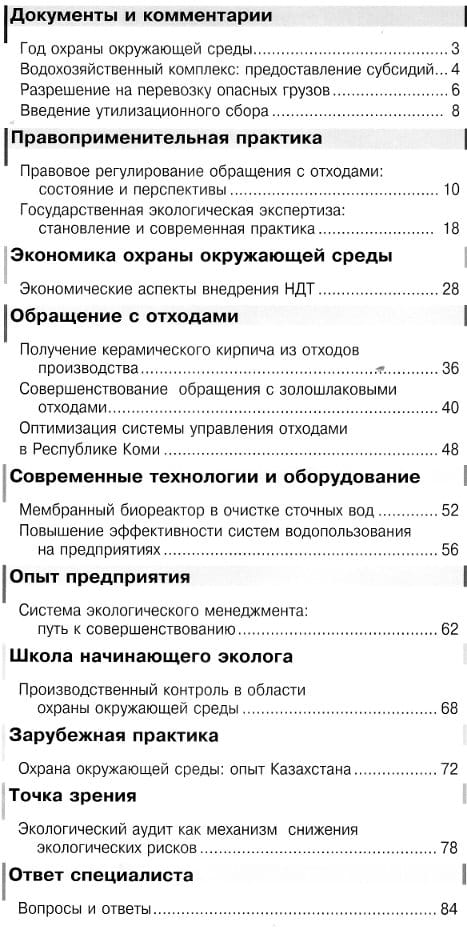 Документы и комментарии
Год охраны окружающей среды............................ 3
Водохозяйственный комплекс: предоставление субсидий... 4
Разрешение на перевозку опасных грузов................ 6
Введение утилизационного сбора........................ 8
Правоприменительная практика
Правовое регулирование обращения с отходами:
состояние и перспективы............................... 10
Государственная экологическая экспертиза:
становление и современная практика.................... 18
Экономика охраны окружающей среды
Экономические аспекты внедрения НДТ................... 28
Обращение с отходами
Получение керамического кирпича из отходов
производства.......................................... 36
Совершенствование обращения с золошлаковыми
отходами.............................................. 40
Оптимизация системы управления отходами
в Республике Коми..................................... 48
Современные технологии и оборудование
Мембранный биореактор в очистке сточных вод........... 52
Повышение эффективности систем водопользования
на предприятиях....................................... 56
Опыт предприятия
Система экологического менеджмента:
путь к совершенствованию.............................. 62
Школа начинающего эколога
Производственный контроль в области
охраны окружающей среды............................... 68
Зарубежная практика
Охрана окружающей среды: опыт Казахстана.............. 72
Точка зрения
Экологический аудит как механизм снижения
экологических рисков.................................. 78
Ответ специалиста
Вопросы и ответы...................................... 84